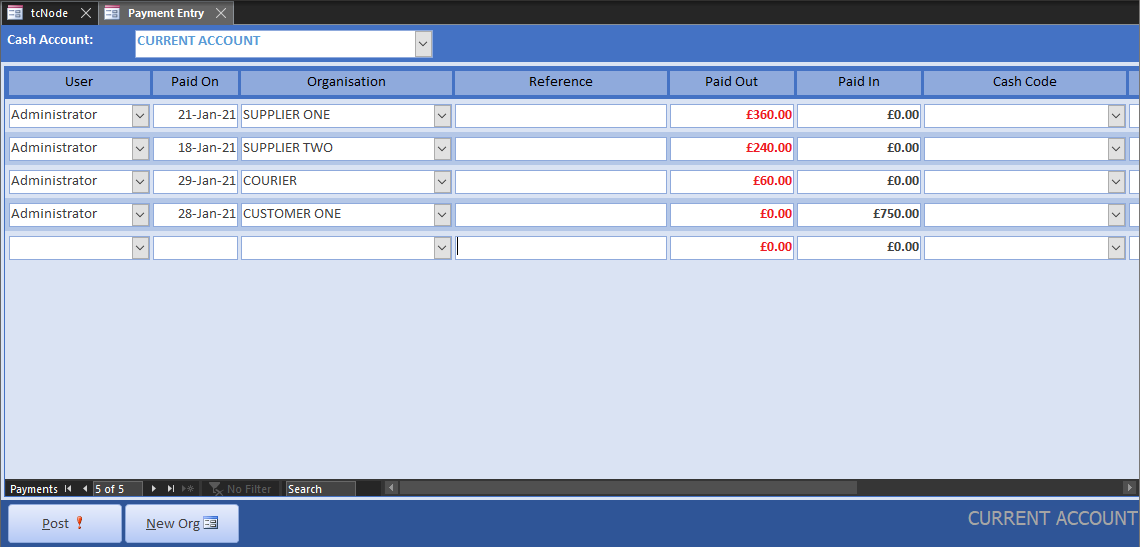 tcNode Payment Entry
Cash Account: CURRENT ACCOUNT
User Paid On Organisation Reference Paid Out Paid In Cash Code
Administrator 21-Jan-21 SUPPLIER ONE £360.00 £0.00
Administrator 18-Jan-21 SUPPLIER TWO £240.00 £0.00
Administrator 29-Jan-21 COURIER £60.00 £0.00
Administrator 28-Jan-21 CUSTOMER ONE £0.00 £750.00
£0.00 £0.00
Payments 5 of 5 No Filter Search
Post New Org CURRENT ACCOUNT